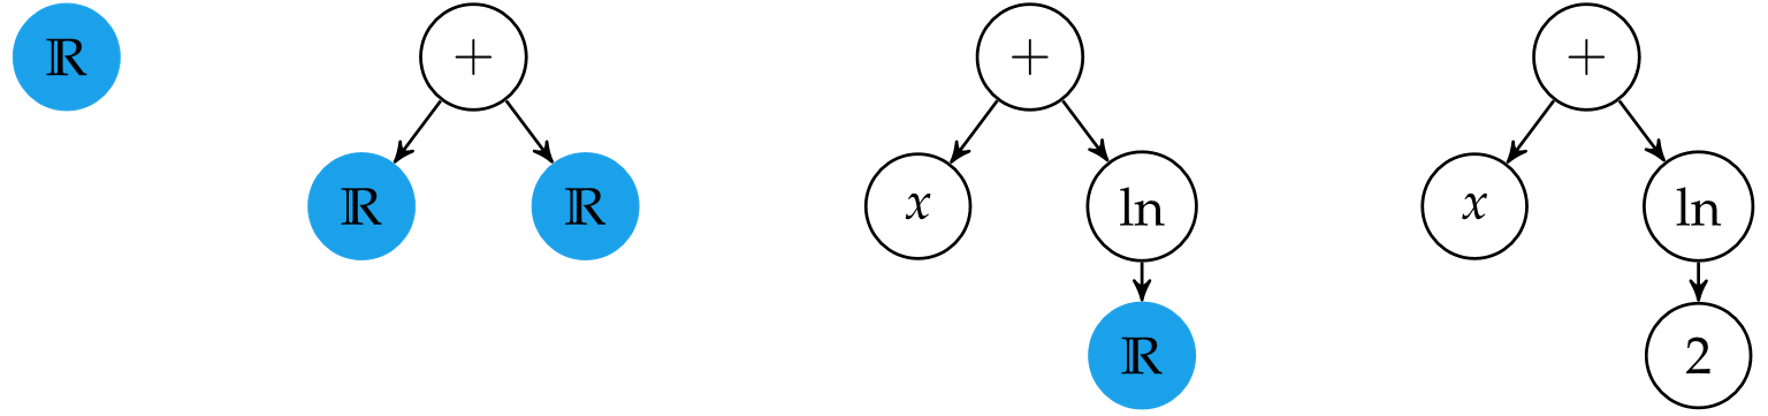 ℝ + + +
ℝ ℝ x ln x ln
ℝ 2